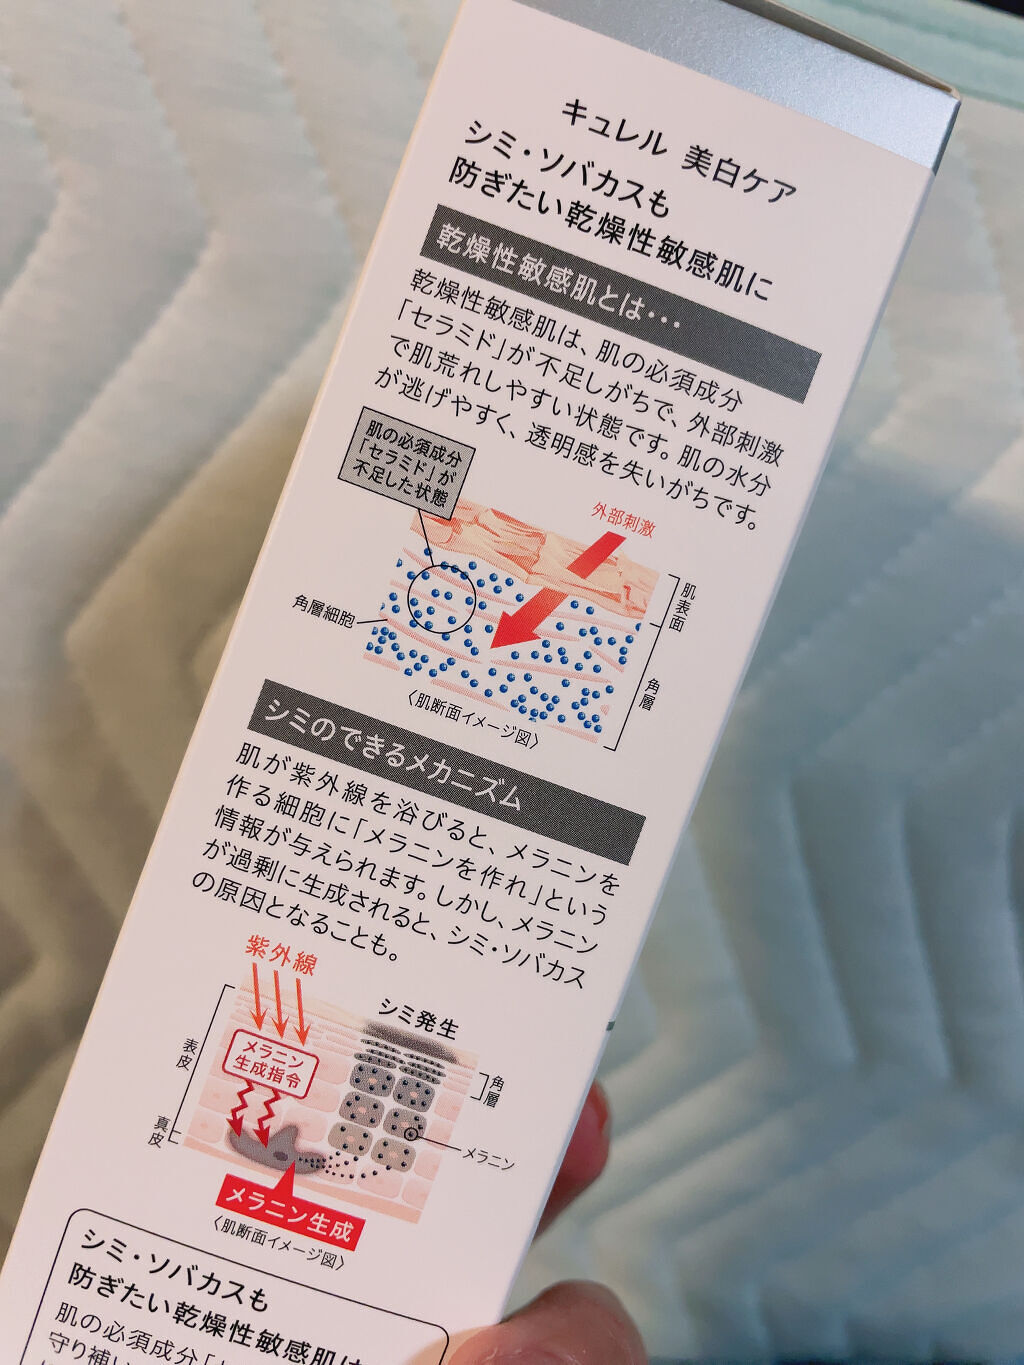 キュレル 美白ケア
シミ・ソバカスも
防ぎたい乾燥性敏感肌に
乾燥性敏感肌とは・・・
乾燥性敏感肌は、肌の必須成分
「セラミド」が不足しがちで、外部刺激
で肌荒れしやすい状態です。肌の水分
が逃げやすく、透明感を失いがちです。
肌の必須成分
「セラミド」が
不足した状態
外部刺激
肌表面
角層細胞
角層
〈肌断面イメージ図〉
シミのできるメカニズム
肌が紫外線を浴びると、メラニンを
作る細胞に「メラニンを作れ」という
情報が与えられます。しかし、メラニン
が過剰に生成されると、シミ・ソバカス
の原因となることも。
紫外線
シミ発生
メラニン
生成指令
表皮
角層
真皮
メラニン
メラニン生成
〈肌断面イメージ図〉
シミ・ソバカスも
防ぎたい乾燥性敏感肌に
肌の必須成分「
守り補い